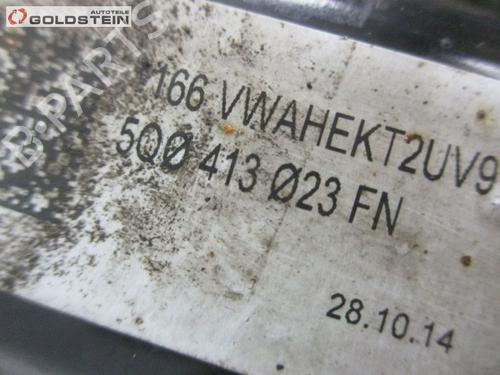 GOLDSTEIN
AUTOTEILE
B-PARTS
166 VWAHEKT2UV9
5QØ 413 Ø23 FN
28.10.14